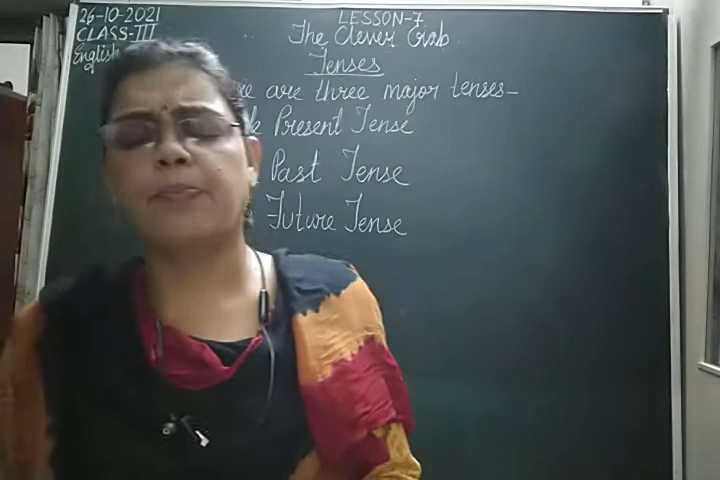 26-10-2021
CLASS-III
English
LESSON-7
The Clever Crab
Tenses
are three major tenses-
Present Tense
Past Tense
Future Tense